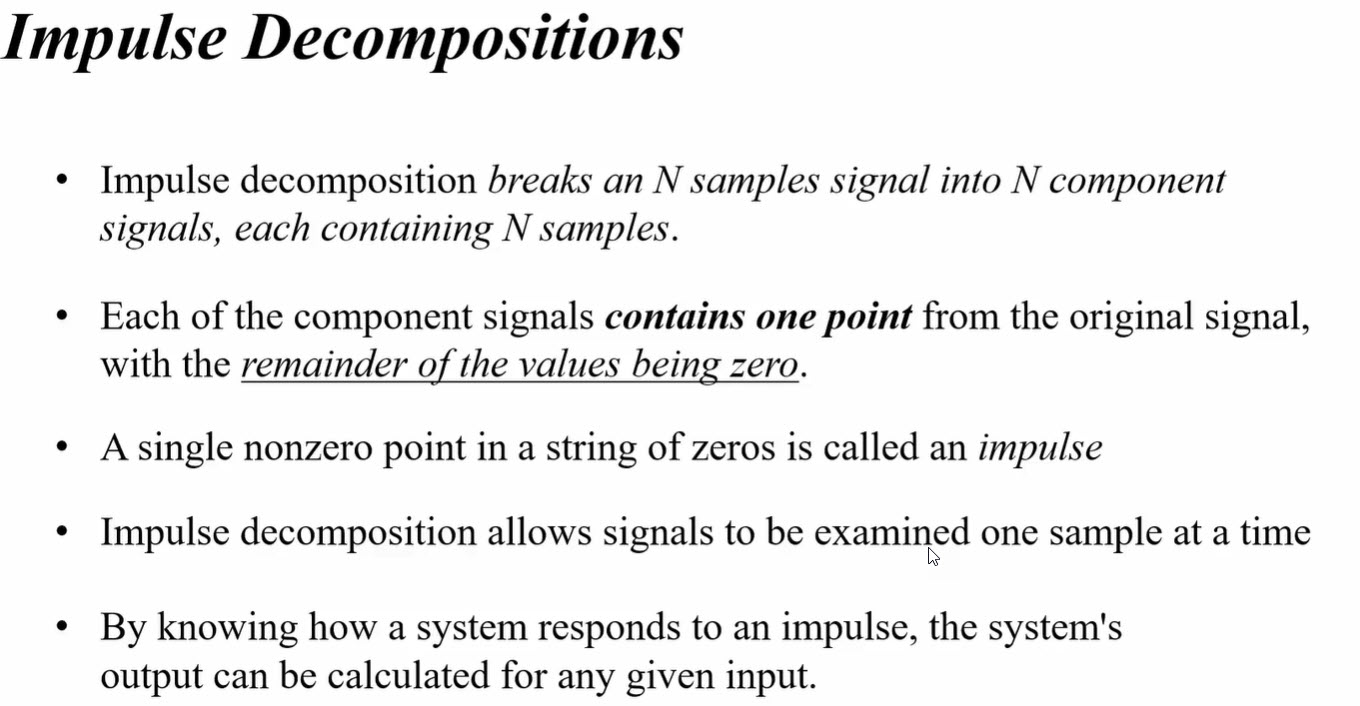 Impulse Decompositions
• Impulse decomposition breaks an N samples signal into N component
signals, each containing N samples.
• Each of the component signals contains one point from the original signal,
with the remainder of the values being zero.
• A single nonzero point in a string of zeros is called an impulse
• Impulse decomposition allows signals to be examined one sample at a time
• By knowing how a system responds to an impulse, the system's
output can be calculated for any given input.